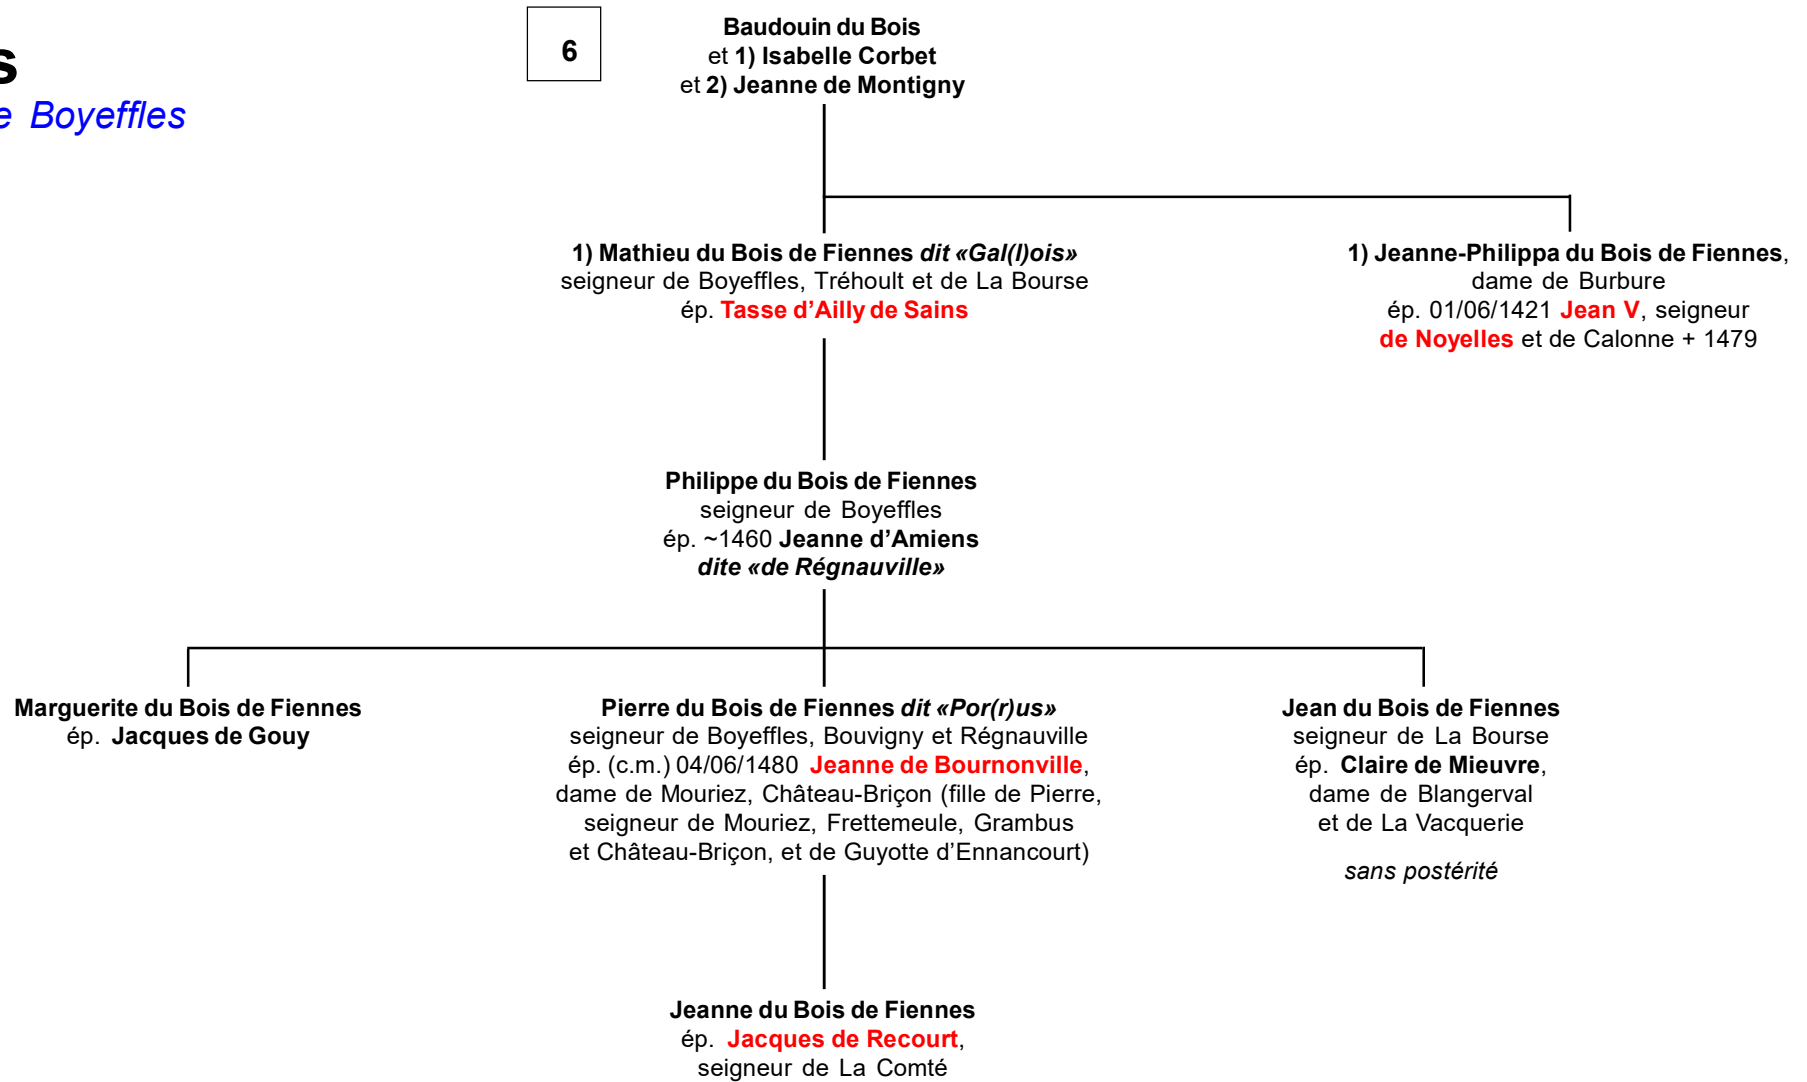 s
e Boyeffles
6
Baudouin du Bois
et 1) Isabelle Corbet
et 2) Jeanne de Montigny
1) Mathieu du Bois de Fiennes dit «Gal(l)ois»
seigneur de Boyeffles, Tréhoult et de La Bourse
ép. Tasse d’Ailly de Sains
1) Jeanne-Philippa du Bois de Fiennes,
dame de Burbure
ép. 01/06/1421 Jean V, seigneur
de Noyelles et de Calonne + 1479
Philippe du Bois de Fiennes
seigneur de Boyeffles
ép. ~1460 Jeanne d’Amiens
dite «de Régnauville»
Marguerite du Bois de Fiennes
ép. Jacques de Gouy
Pierre du Bois de Fiennes dit «Por(r)us»
seigneur de Boyeffles, Bouvigny et Régnauville
ép. (c.m.) 04/06/1480 Jeanne de Bournonville,
dame de Mouriez, Château-Briçon (fille de Pierre,
seigneur de Mouriez, Frettemeule, Grambus
et Château-Briçon, et de Guyotte d’Ennancourt)
Jean du Bois de Fiennes
seigneur de La Bourse
ép. Claire de Mieuvre,
dame de Blangerval
et de La Vacquerie
sans postérité
Jeanne du Bois de Fiennes
ép. Jacques de Recourt,
seigneur de La Comté